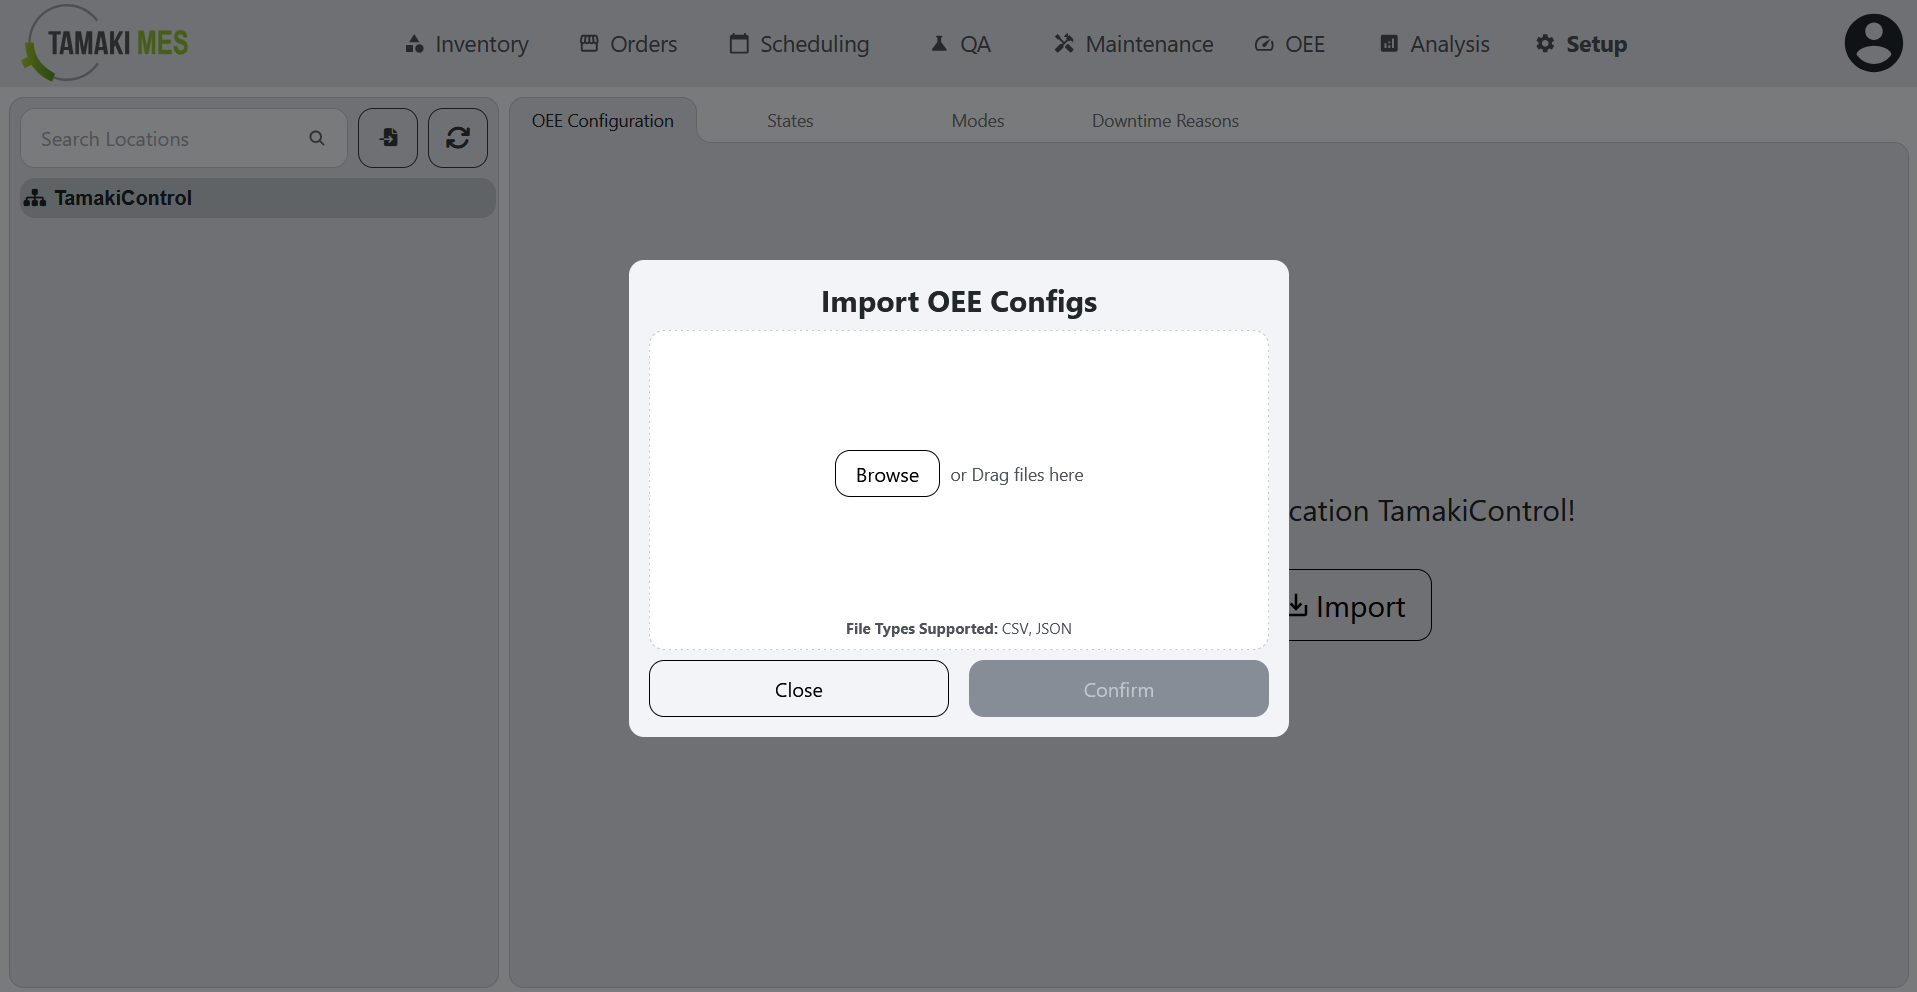 TAMAKI MES
Inventory
Orders
Scheduling
QA
Maintenance
OEE
Analysis
Setup
Search Locations
TamakiControl
OEE Configuration
States
Modes
Downtime Reasons
Import OEE Configs
Browse or Drag files here
File Types Supported: CSV, JSON
Close
Confirm
cation TamakiControl!
Import